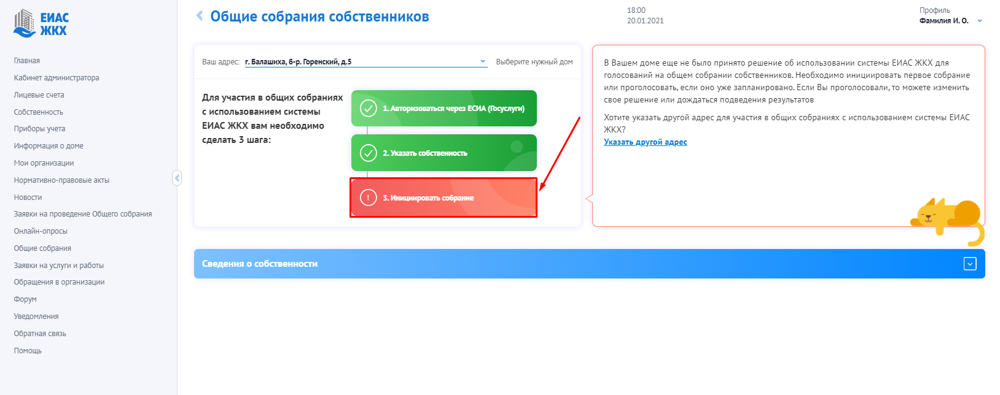 ЕИАС
ЖКХ
Главная
Кабинет администратора
Лицевые счета
Собственность
Приборы учета
Информация о доме
Мои организации
Нормативно-правовые акты
Новости
Заявки на проведение Общего собрания
Онлайн-опросы
Общие собрания
Заявки на услуги и работы
Обращения в организации
Форум
Уведомления
Обратная связь
Помощь
Общие собрания собственников
18:00
20.01.2021
Профиль
Фамилия И. О.
Ваш адрес: г. Балашиха, б-р. Горенский, д.5 Выберите нужный дом
Для участия в общих собраниях
с использованием системы
ЕИАС ЖКХ вам необходимо
сделать 3 шага:
1. Авторизоваться через ЕСИА (Госуслуги)
2. Указать собственность
! 3. Инициировать собрание
В Вашем доме еще не было принято решение об использовании системы ЕИАС ЖКХ для
голосований на общем собрании собственников. Необходимо инициировать первое собрание
или проголосовать, если оно уже запланировано. Если Вы проголосовали, то можете изменить
свое решение или дождаться подведения результатов
Хотите указать другой адрес для участия в общих собраниях с использованием системы ЕИАС
ЖКХ?
Указать другой адрес
Сведения о собственности